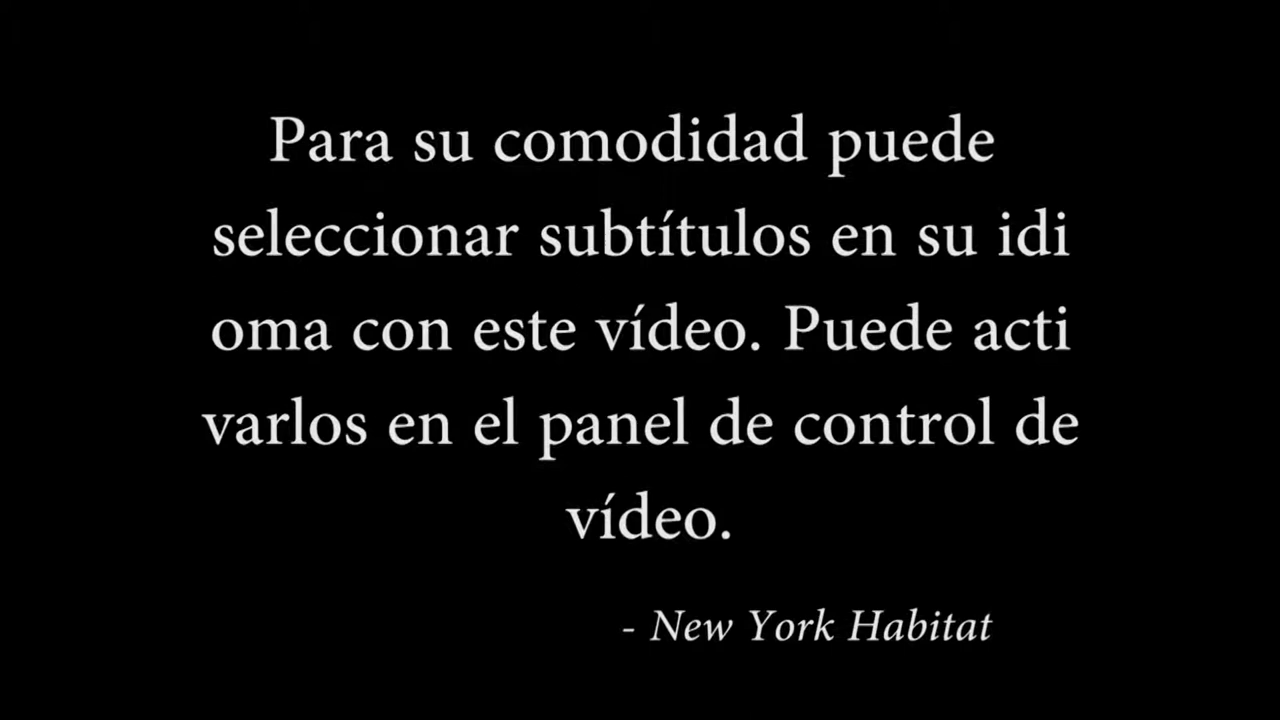 Para su comodidad puede
seleccionar subtítulos en su idi
oma con este vídeo. Puede acti
varlos en el panel de control de
vídeo.
- New York Habitat